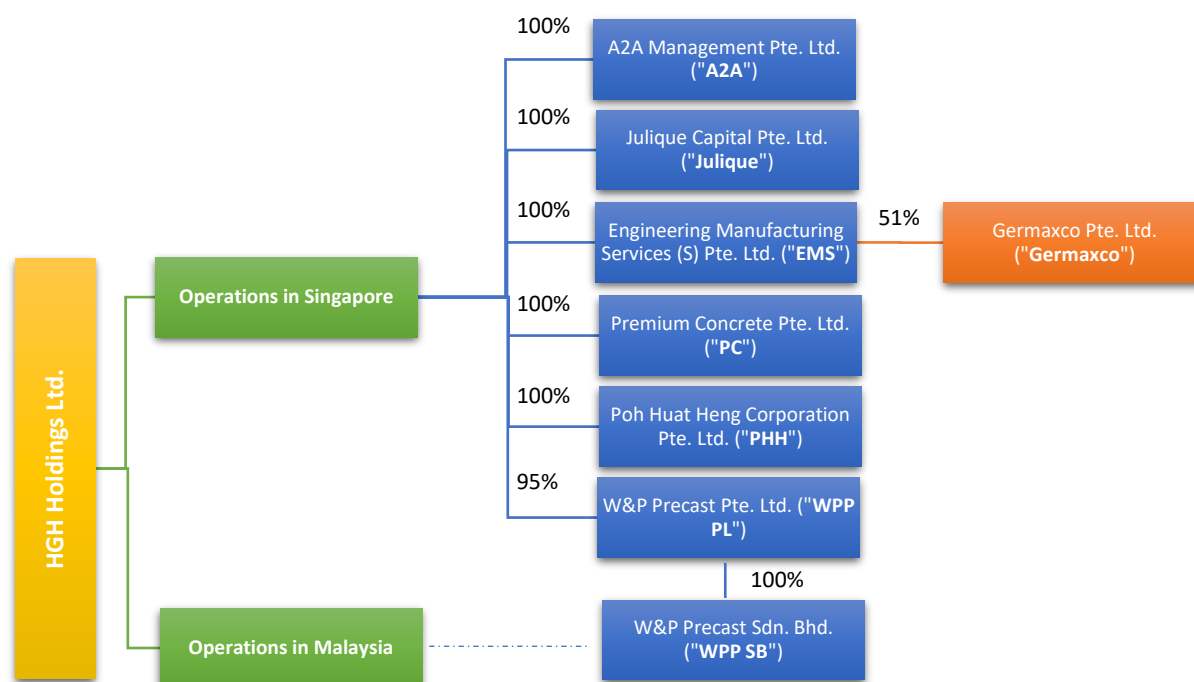 100%
A2A Management Pte. Ltd.
("A2A")
100%
Julique Capital Pte. Ltd.
("Julique")
100%
Engineering Manufacturing
Services (S) Pte. Ltd. ("EMS")
51%
Germaxco Pte. Ltd.
("Germaxco")
HGH Holdings Ltd.
Operations in Singapore
100%
Premium Concrete Pte. Ltd.
("PC")
100%
Poh Huat Heng Corporation
Pte. Ltd. ("PHH")
95%
W&P Precast Pte. Ltd. ("WPP
PL")
100%
Operations in Malaysia
W&P Precast Sdn. Bhd.
("WPP SB")